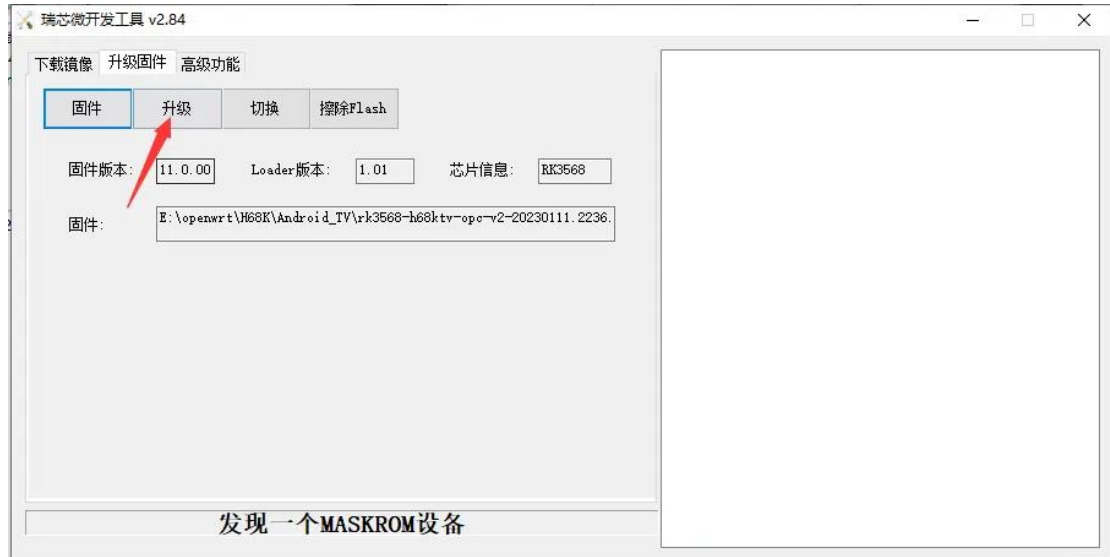 瑞芯微开发工具 v2.84
下载镜像 升级固件 高级功能
固件 升级 切换 擦除Flash
固件版本: 11.0.00 Loader版本: 1.01 芯片信息: RK3568
固件: E:\openwrt\H68K\Android_TV\rk3568-h68ktv-opc-v2-20230111.2236.
发现一个MASKROM设备